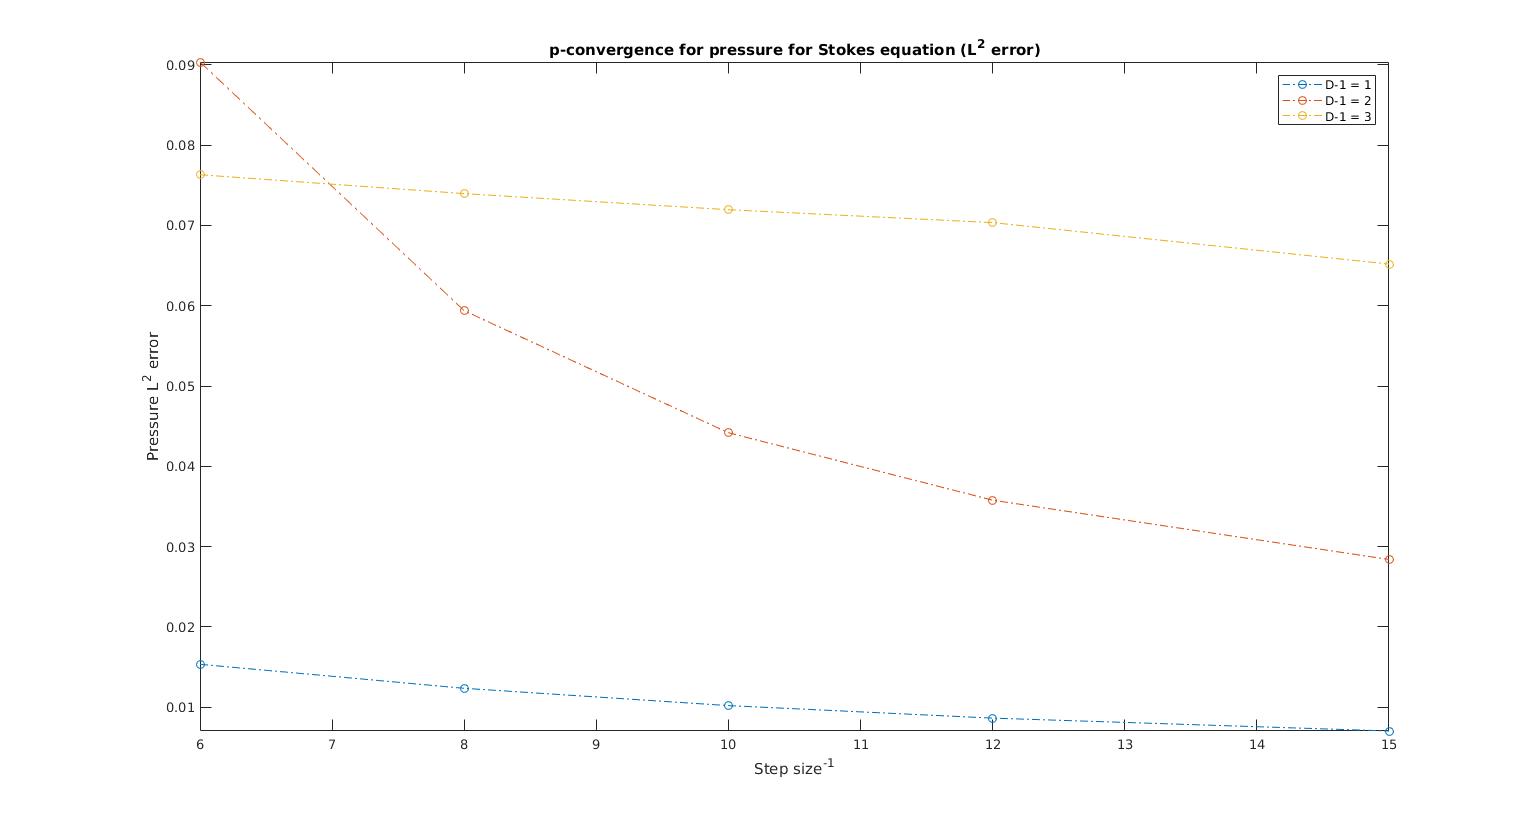 p-convergence for pressure for Stokes equation (L² error)
D-1 = 1
D-1 = 2
D-1 = 3
0.09
0.08
0.07
0.06
0.05
0.04
0.03
0.02
0.01
Pressure L² error
6 7 8 9 10 11 12 13 14 15
Step size⁻¹